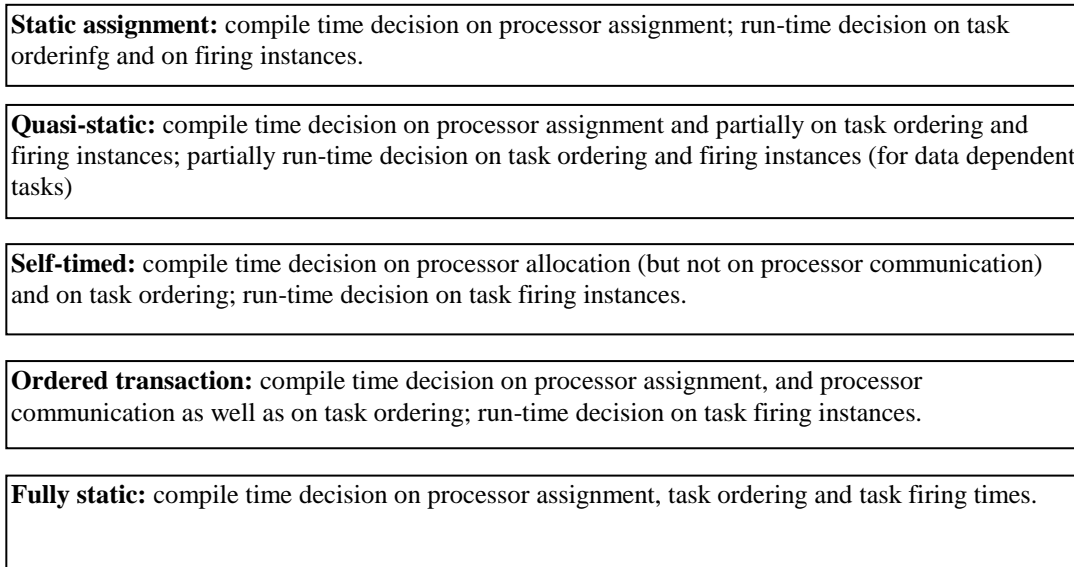 Static assignment: compile time decision on processor assignment; run-time decision on task
orderinfg and on firing instances.
Quasi-static: compile time decision on processor assignment and partially on task ordering and
firing instances; partially run-time decision on task ordering and firing instances (for data dependent
tasks)
Self-timed: compile time decision on processor allocation (but not on processor communication)
and on task ordering; run-time decision on task firing instances.
Ordered transaction: compile time decision on processor assignment, and processor
communication as well as on task ordering; run-time decision on task firing instances.
Fully static: compile time decision on processor assignment, task ordering and task firing times.